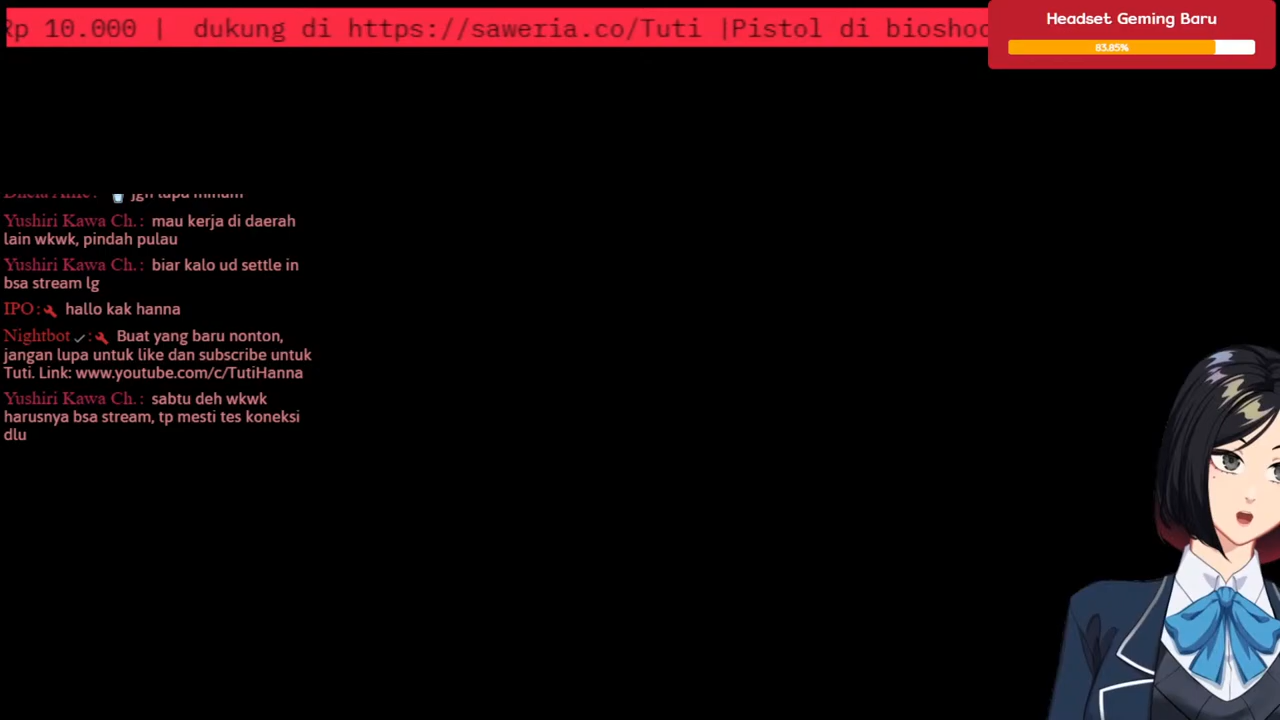 Rp 10.000 | dukung di https://saweria.co/Tuti |Pistol di bioshoc
Headset Geming Baru
83.85%
jgn lupa minum
Yushiri Kawa Ch.: mau kerja di daerah
lain wkwk, pindah pulau
Yushiri Kawa Ch.: biar kalo ud settle in
bsa stream lg
IPO: hallo kak hanna
Nightbot : Buat yang baru nonton,
jangan lupa untuk like dan subscribe untuk
Tuti. Link: www.youtube.com/c/TutiHanna
Yushiri Kawa Ch.: sabtu deh wkwk
harusnya bsa stream, tp mesti tes koneksi
dlu